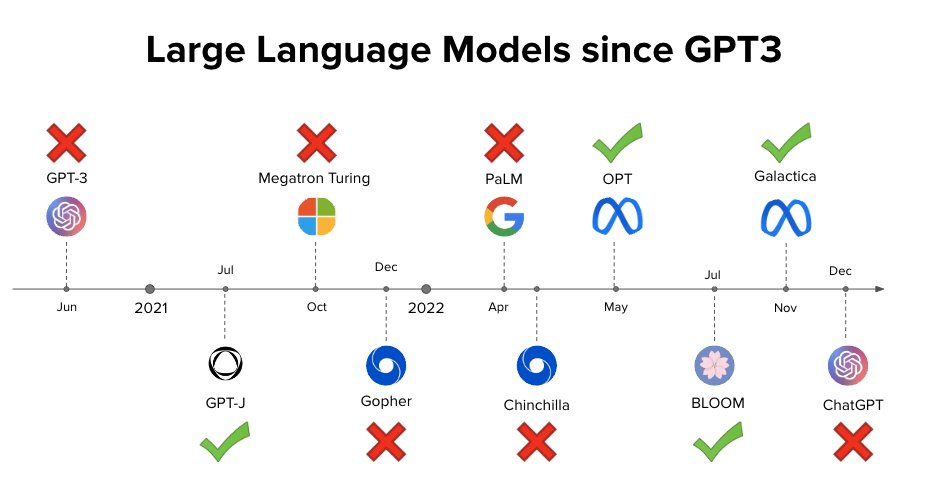 Large Language Models since GPT3
GPT-3
Megatron Turing
PaLM
OPT
Galactica
Jul
Dec
Jul
Dec
Jun
2021
Oct
2022
Apr
May
Nov
GPT-J
Gopher
Chinchilla
BLOOM
ChatGPT